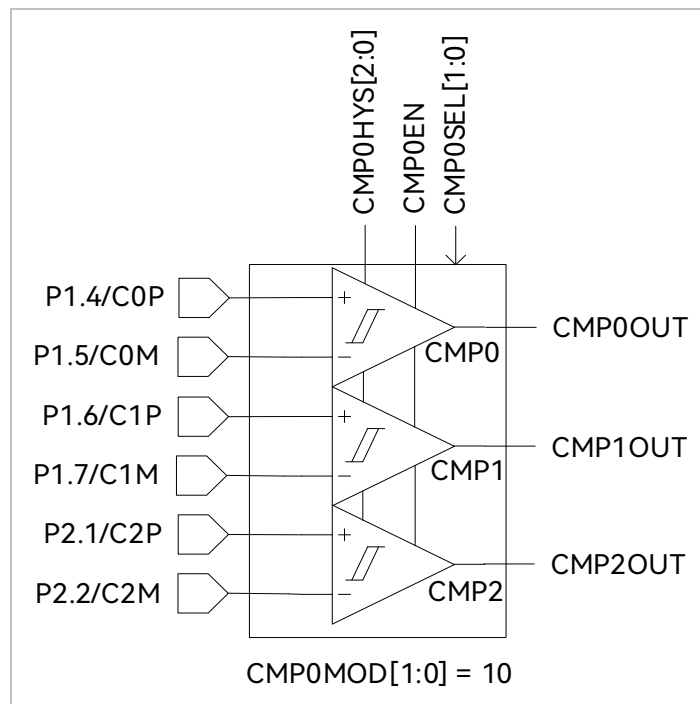 CMP0HYS[2:0]
CMP0EN
CMP0SEL[1:0]
P1.4/C0P
+
CMP0OUT
P1.5/C0M
−
CMP0
P1.6/C1P
+
CMP1OUT
P1.7/C1M
−
CMP1
P2.1/C2P
+
CMP2OUT
P2.2/C2M
−
CMP2
CMP0MOD[1:0] = 10